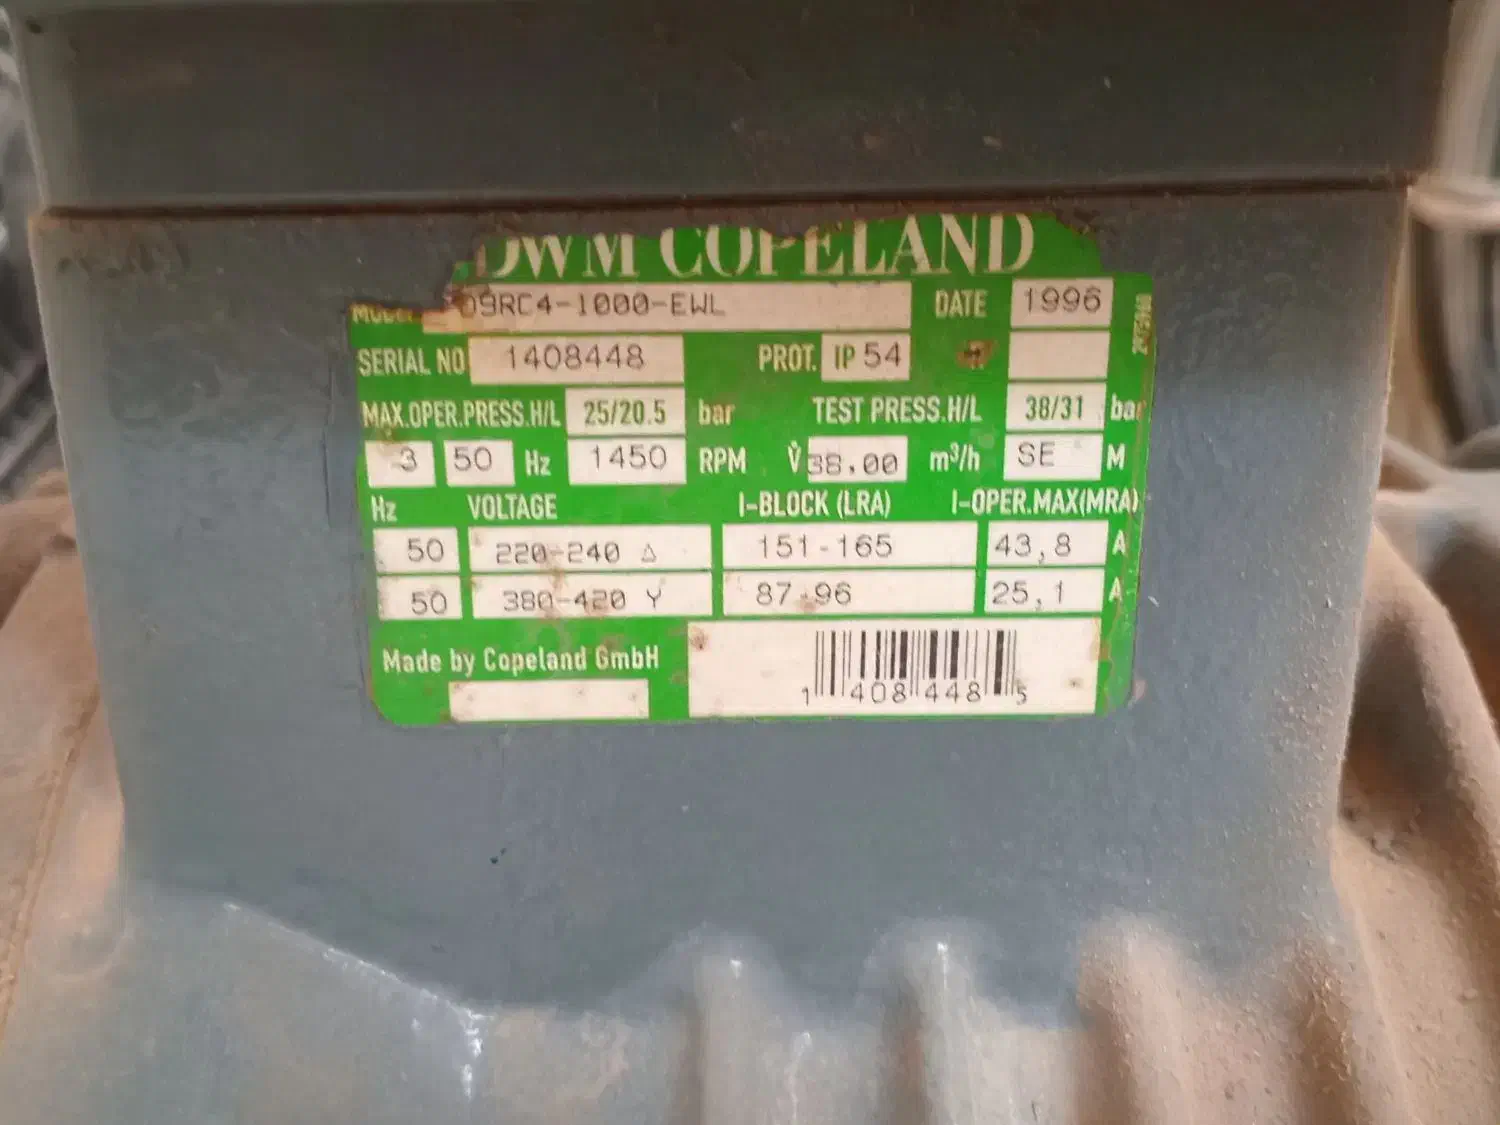 DWM COPELAND
MODEL D9RC4-1000-EWL DATE 1996
SERIAL NO 1408448 PROT. IP 54
MAX.OPER.PRESS.H/L 25/20.5 bar TEST PRESS.H/L 38/31 bar
3 50 Hz 1450 RPM V̇ 38.00 m³/h SE M
Hz VOLTAGE I-BLOCK (LRA) I-OPER.MAX(MRA)
50 220-240 Δ 151-165 43,8 A
50 380-420 Y 87-96 25,1 A
Made by Copeland GmbH
1 408448 5